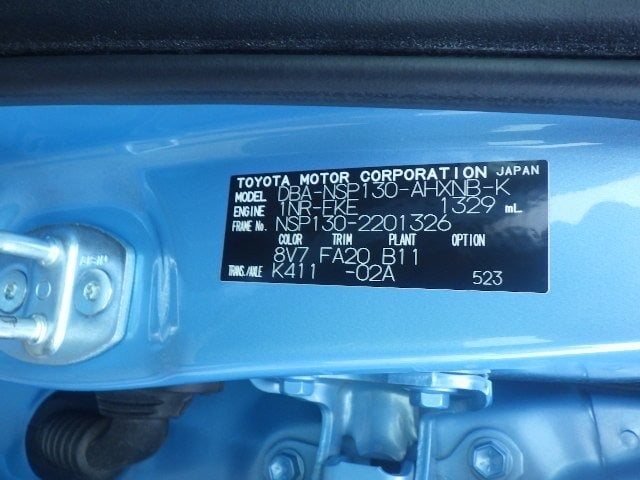 TOYOTA MOTOR CORPORATION JAPAN
MODEL DBA-NSP130-AHXNB-K
ENGINE 1NR-FKE 1329 mL
FRAME No. NSP130-2201326
COLOR TRIM PLANT OPTION
8V7 FA20 B11
TRANS./AXLE K411 -02A 523
AISIN